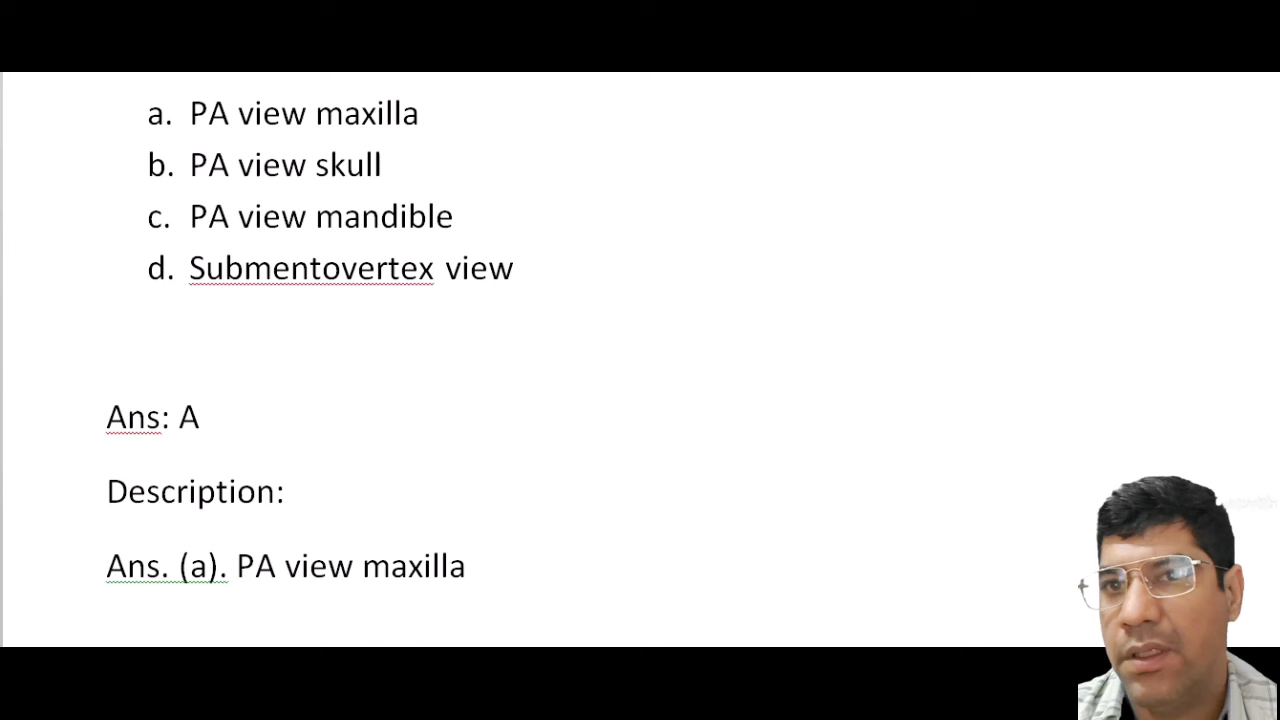 a. PA view maxilla
b. PA view skull
c. PA view mandible
d. Submentovertex view
Ans: A
Description:
Ans. (a). PA view maxilla